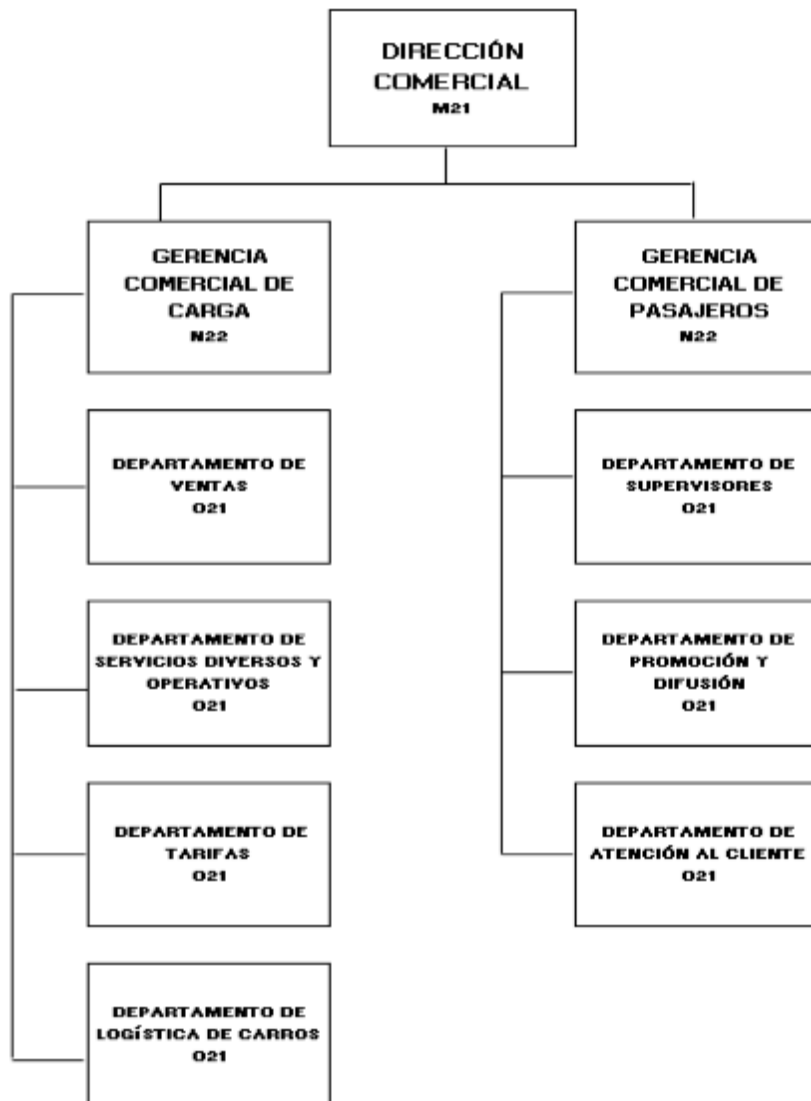 DIRECCIÓN
COMERCIAL
M21
GERENCIA
COMERCIAL DE
CARGA
N22
GERENCIA
COMERCIAL DE
PASAJEROS
N22
DEPARTAMENTO DE
VENTAS
O21
DEPARTAMENTO DE
SUPERVISORES
O21
DEPARTAMENTO DE
SERVICIOS DIVERSOS Y
OPERATIVOS
O21
DEPARTAMENTO DE
PROMOCIÓN Y
DIFUSIÓN
O21
DEPARTAMENTO DE
TARIFAS
O21
DEPARTAMENTO DE
ATENCIÓN AL CLIENTE
O21
DEPARTAMENTO DE
LOGÍSTICA DE CARROS
O21